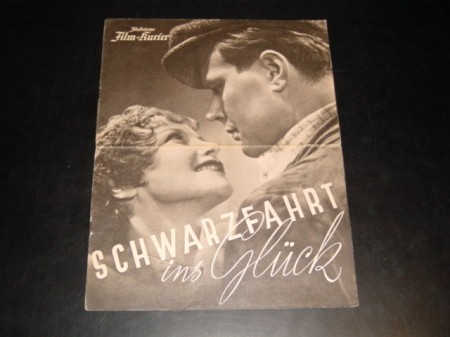 Illustrierter
Film-Kurier
SCHWARZFAHRT
ins Glück